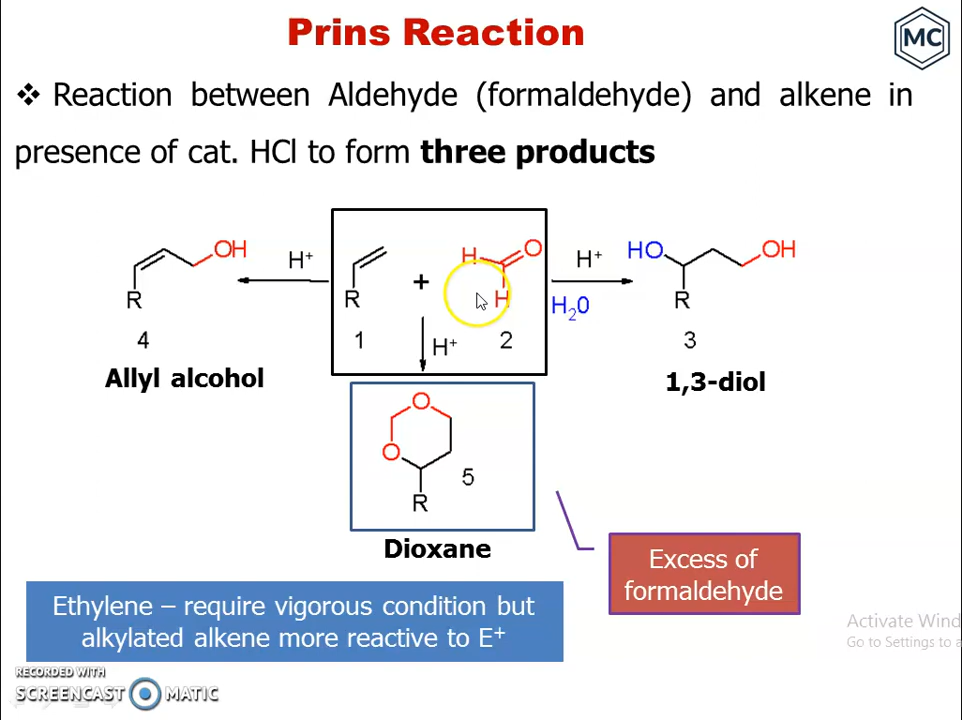 Prins Reaction
MC
❖ Reaction between Aldehyde (formaldehyde) and alkene in
presence of cat. HCl to form three products
OH
R
4
Allyl alcohol
H⁺
R
1
+
H
O
H
2
H⁺
H⁺
H₂0
HO
OH
R
3
1,3-diol
O
O
R
5
Dioxane
Excess of
formaldehyde
Ethylene – require vigorous condition but
alkylated alkene more reactive to E⁺
Activate Wind
Go to Settings to a
RECORDED WITH
SCREENCAST MATIC